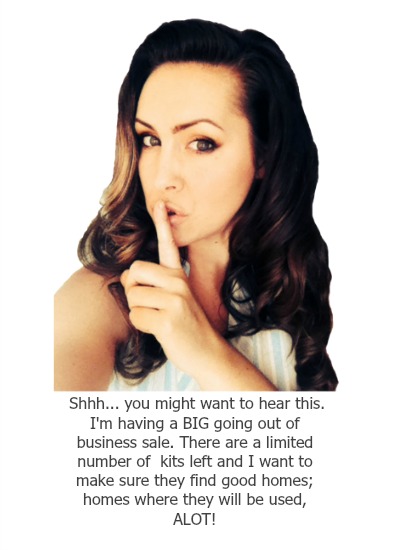 Shhh... you might want to hear this.
I'm having a BIG going out of
business sale. There are a limited
number of  kits left and I want to
make sure they find good homes;
homes where they will be used,
ALOT!